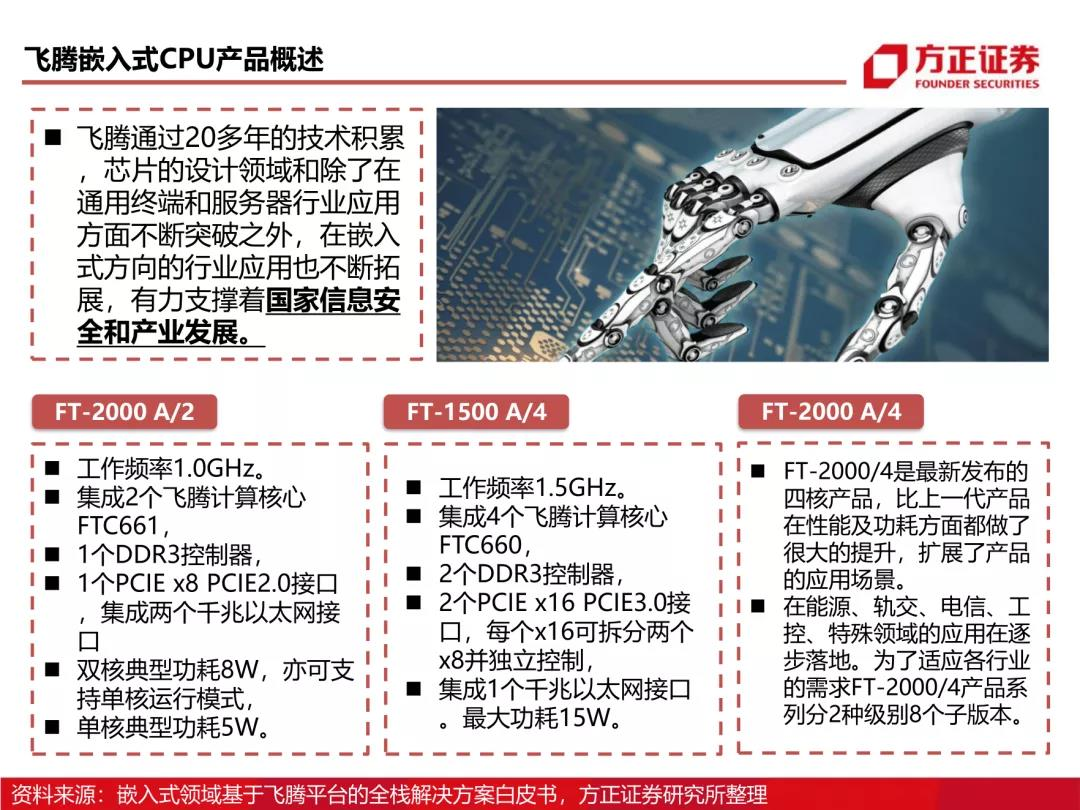 飞腾嵌入式CPU产品概述
方正证券
FOUNDER SECURITIES
■ 飞腾通过20多年的技术积累
，芯片的设计领域和除了在
通用终端和服务器行业应用
方面不断突破之外，在嵌入
式方向的行业应用也不断拓
展，有力支撑着国家信息安
全和产业发展。
FT-2000 A/2
■ 工作频率1.0GHz。
■ 集成2个飞腾计算核心
FTC661，
■ 1个DDR3控制器，
■ 1个PCIE x8 PCIE2.0接口
，集成两个千兆以太网接
口
■ 双核典型功耗8W，亦可支
持单核运行模式，
■ 单核典型功耗5W。
FT-1500 A/4
■ 工作频率1.5GHz。
■ 集成4个飞腾计算核心
FTC660，
■ 2个DDR3控制器，
■ 2个PCIE x16 PCIE3.0接
口，每个x16可拆分两个
x8并独立控制，
■ 集成1个千兆以太网接口
。最大功耗15W。
FT-2000 A/4
■ FT-2000/4是最新发布的
四核产品，比上一代产品
在性能及功耗方面都做了
很大的提升，扩展了产品
的应用场景。
■ 在能源、轨交、电信、工
控、特殊领域的应用在逐
步落地。为了适应各行业
的需求FT-2000/4产品系
列分2种级别8个子版本。
资料来源：嵌入式领域基于飞腾平台的全栈解决方案白皮书，方正证券研究所整理